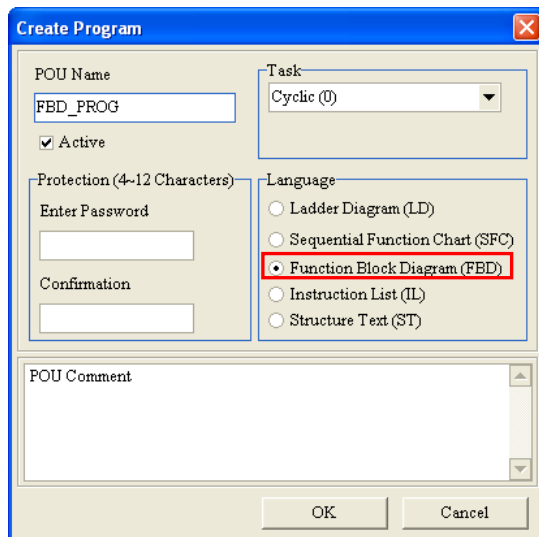 Create Program
POU Name
FBD_PROG
Active
Task
Cyclic (0)
Protection (4~12 Characters)
Enter Password
Confirmation
Language
Ladder Diagram (LD)
Sequential Function Chart (SFC)
Function Block Diagram (FBD)
Instruction List (IL)
Structure Text (ST)
POU Comment
OK
Cancel